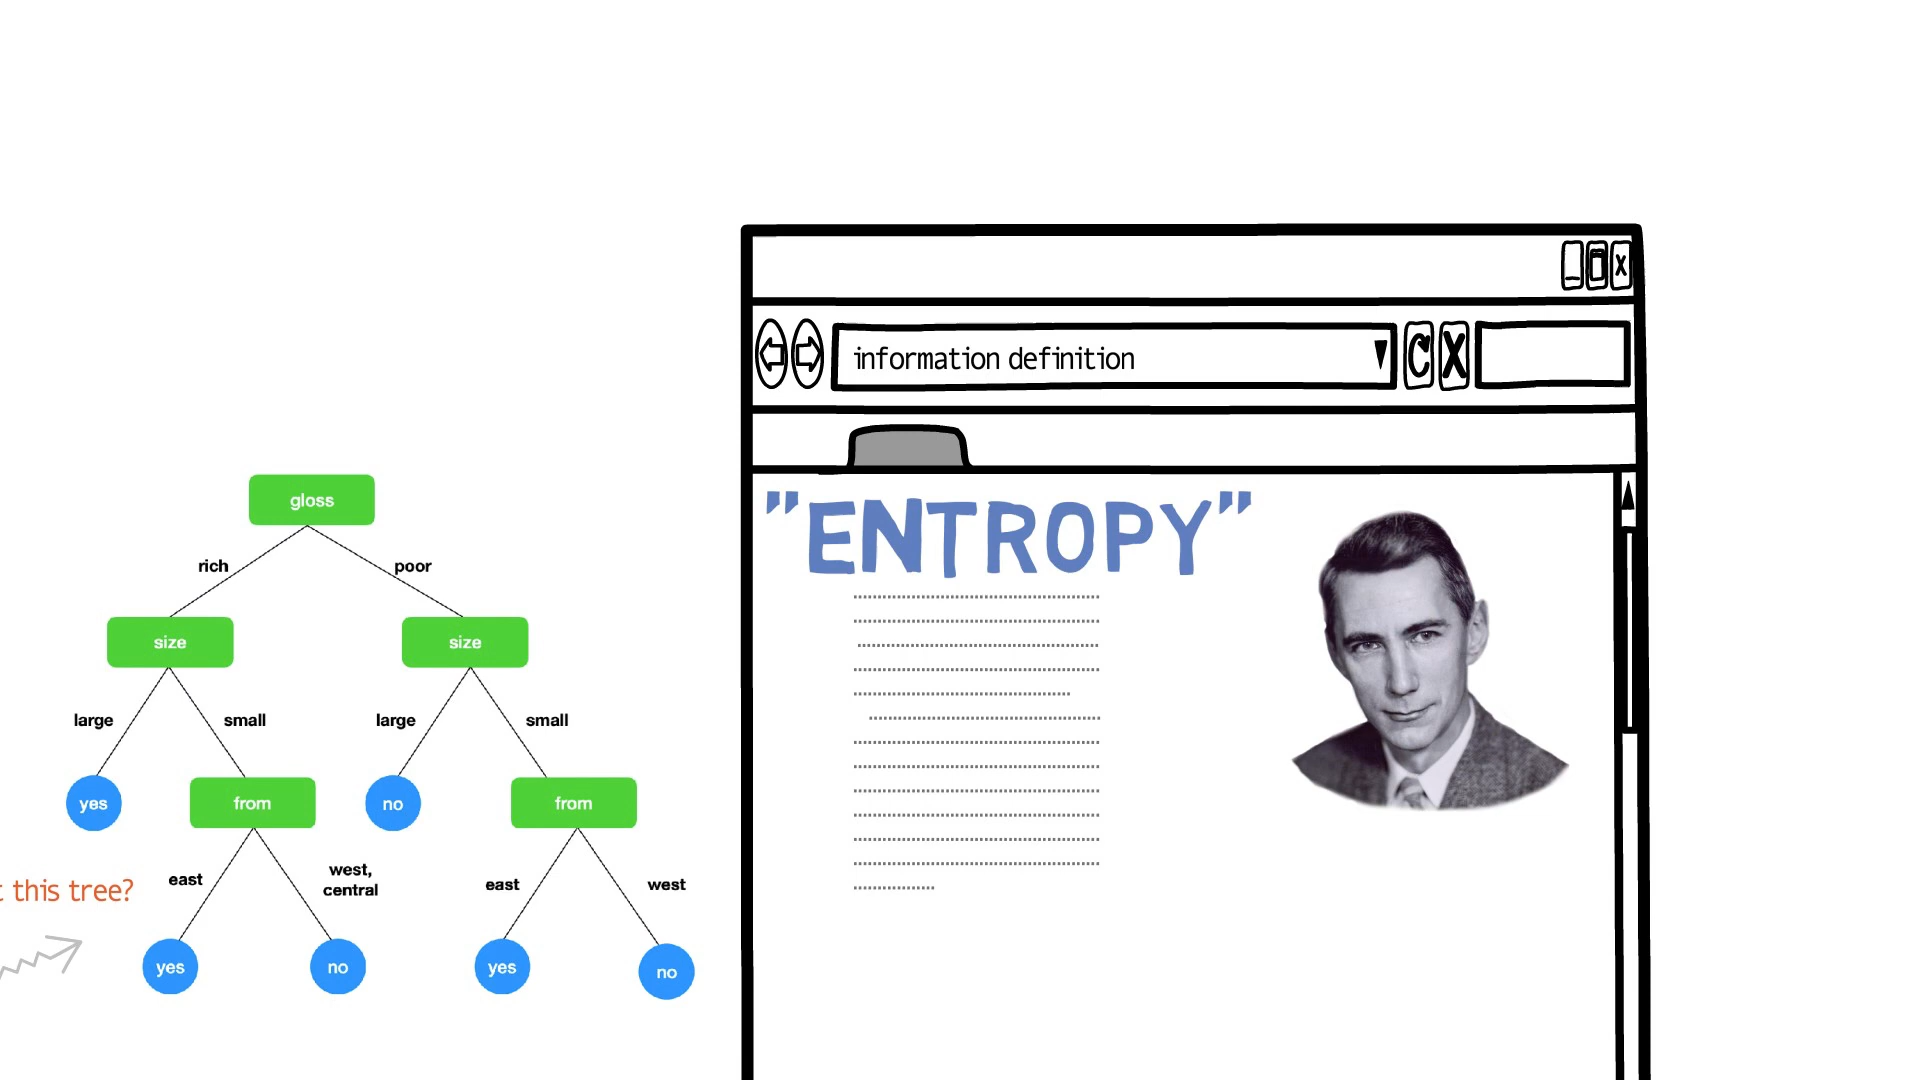 information definition
"ENTROPY"
gloss
rich
poor
size
size
large
small
large
small
yes
from
no
from
east
west,
central
east
west
this tree?
yes
no
yes
no